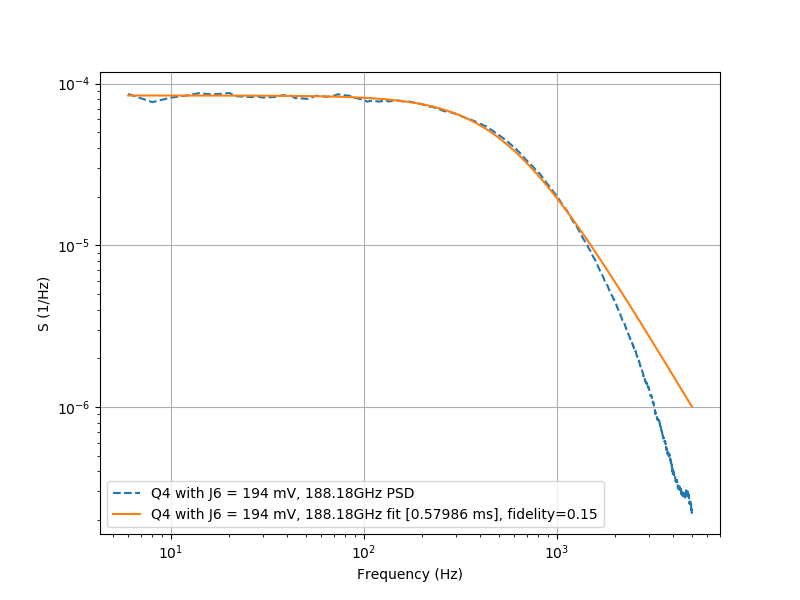 10⁻⁴
10⁻⁵
10⁻⁶
S (1/Hz)
Q4 with J6 = 194 mV, 188.18GHz PSD
Q4 with J6 = 194 mV, 188.18GHz fit [0.57986 ms], fidelity=0.15
10¹ 10² 10³
Frequency (Hz)